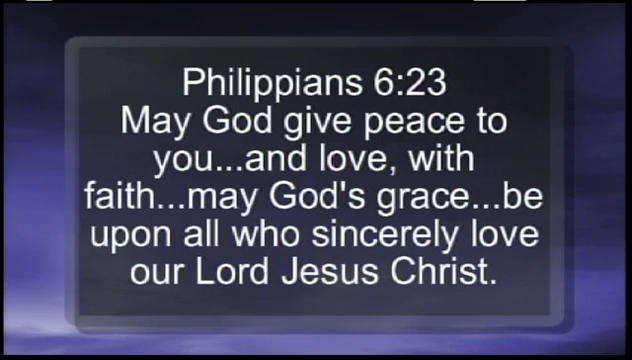 Philippians 6:23
May God give peace to
you...and love, with
faith...may God's grace...be
upon all who sincerely love
our Lord Jesus Christ.